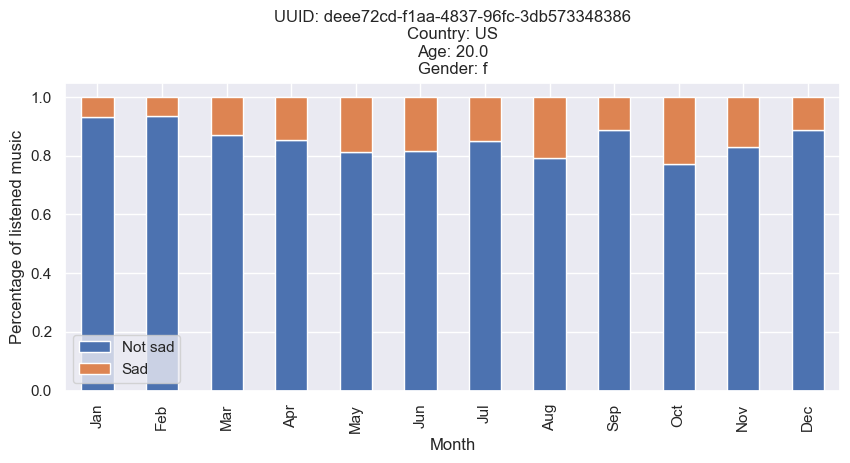 UUID: deee72cd-f1aa-4837-96fc-3db573348386
Country: US
Age: 20.0
Gender: f
Percentage of listened music
1.0
0.8
0.6
0.4
0.2
0.0
Not sad
Sad
Jan
Feb
Mar
Apr
May
Jun
Jul
Aug
Sep
Oct
Nov
Dec
Month